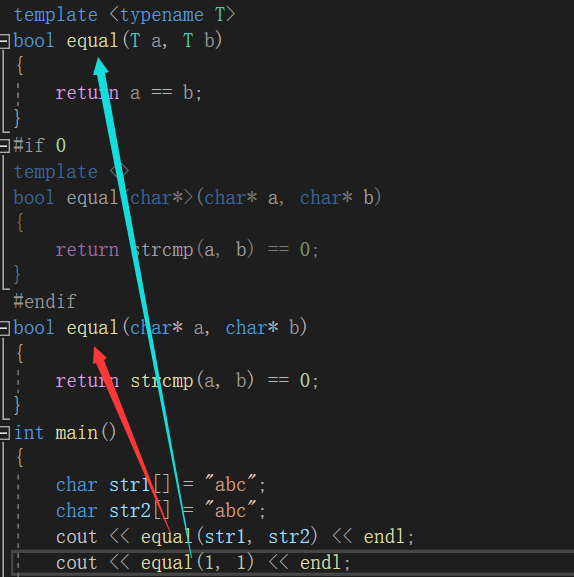 template <typename T>
bool equal(T a, T b)
{
return a == b;
}
#if 0
template <>
bool equal<char*>(char* a, char* b)
{
return strcmp(a, b) == 0;
}
#endif
bool equal(char* a, char* b)
{
return strcmp(a, b) == 0;
}
int main()
{
char str1[] = "abc";
char str2[] = "abc";
cout << equal(str1, str2) << endl;
cout << equal(1, 1) << endl;